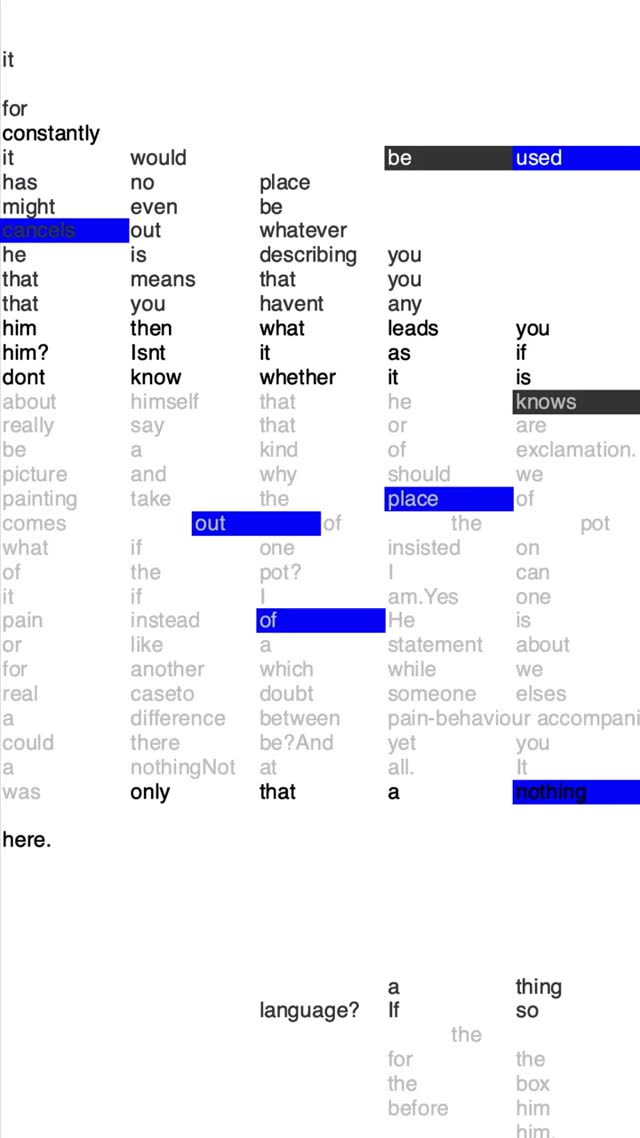 it
for
constantly
it would be used
has no place
might even be
cancels out whatever
he is describing you
that means that you
that you havent any
him then what leads you
him? Isnt it as if
dont know whether it is
about himself that he knows
really say that or are
be a kind of exclamation.
picture and why should we
painting take the place of
comes out of the pot
what if one insisted on
of the pot? I can
it if I am.Yes one
pain instead of He is
or like a statement about
for another which while we
real caseto doubt someone elses
a difference between pain-behaviour accompani
could there be?And yet you
a nothingNot at all. It
was only that a nothing
here.
a thing
language? If so
the
for the
the box
before him
him.